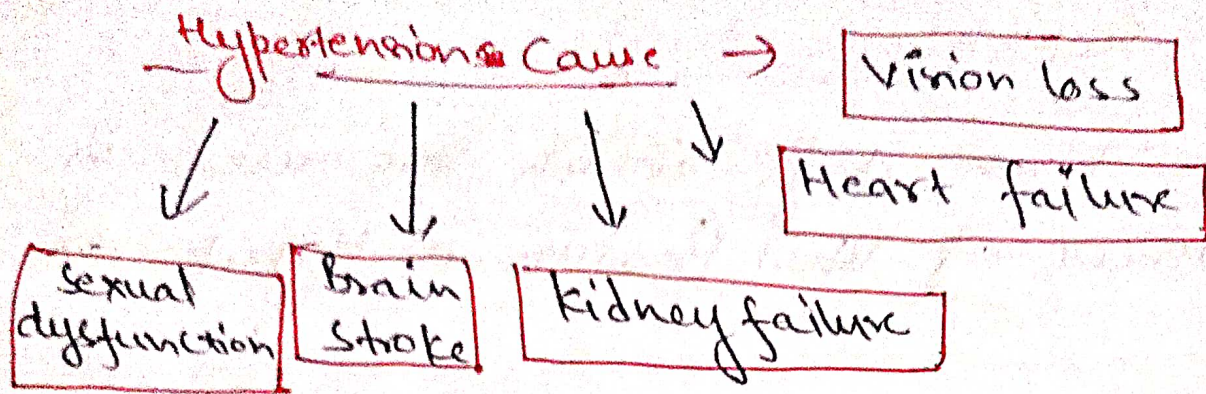 Hypertension Cause →
Vision loss
Heart failure
sexual
dysfunction
Brain
stroke
kidney failure